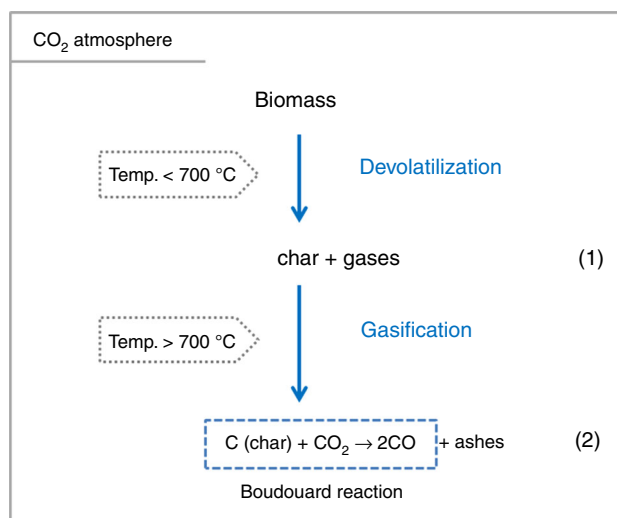 CO₂ atmosphere
Biomass
Temp. < 700 °C
Devolatilization
char + gases (1)
Temp. > 700 °C
Gasification
C (char) + CO₂ → 2CO + ashes (2)
Boudouard reaction